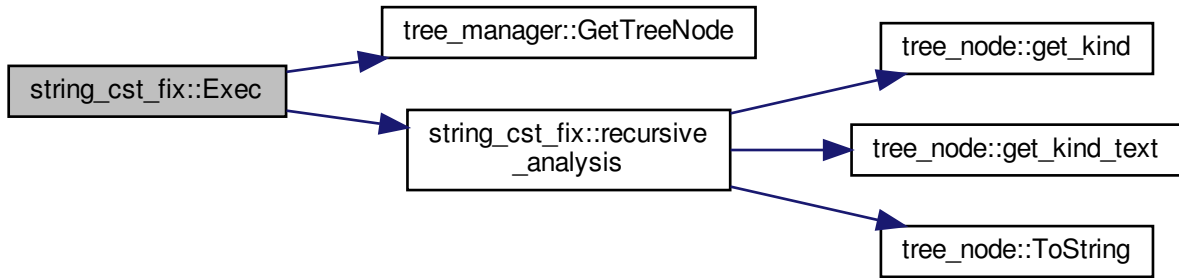 string_cst_fix::Exec
tree_manager::GetTreeNode
string_cst_fix::recursive
_analysis
tree_node::get_kind
tree_node::get_kind_text
tree_node::ToString